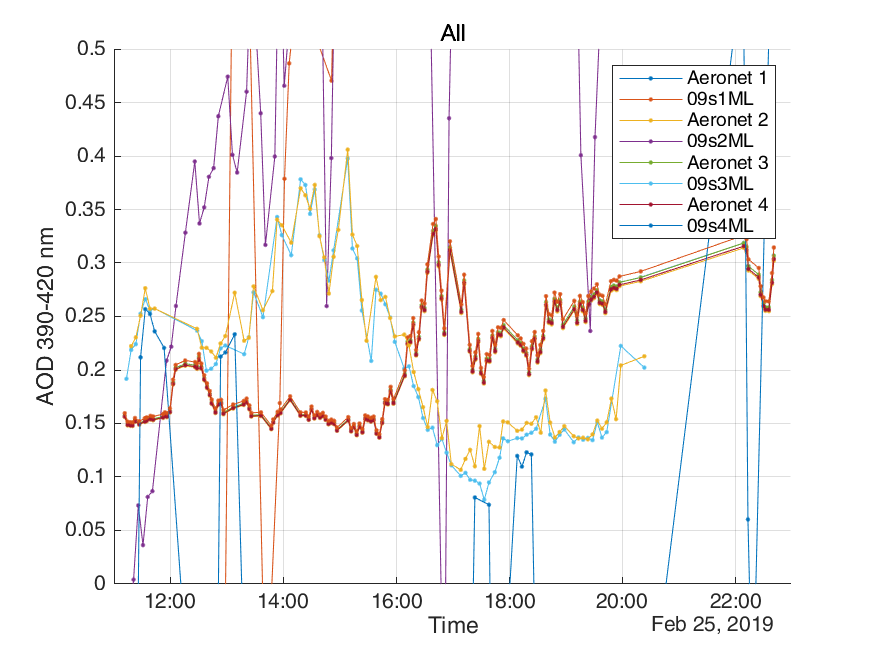 All
0.5
0.45
0.4
0.35
0.3
0.25
0.2
0.15
0.1
0.05
0
AOD 390-420 nm
Aeronet 1
09s1ML
Aeronet 2
09s2ML
Aeronet 3
09s3ML
Aeronet 4
09s4ML
12:00 14:00 16:00 18:00 20:00 22:00
Time
Feb 25, 2019